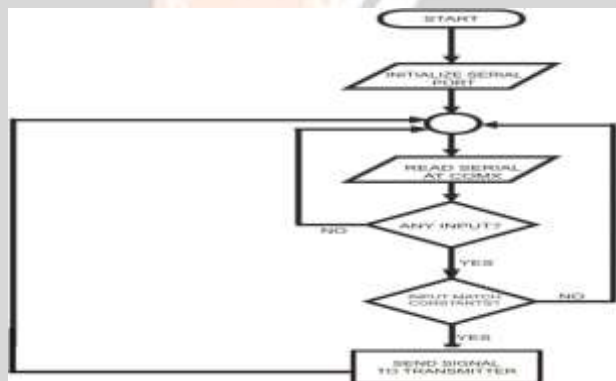 START
INITIALIZE SERIAL
PORT
READ SERIAL
AT COMX
ANY INPUT?
NO
YES
INPUT MATCH
CONSTANTS?
NO
YES
SEND SIGNAL
TO TRANSMITTER